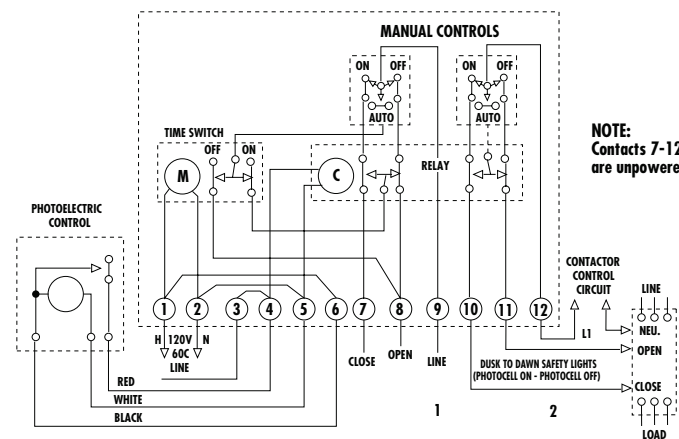 MANUAL CONTROLS
ON OFF
AUTO
ON OFF
AUTO
NOTE:
Contacts 7-12
are unpowere
TIME SWITCH
OFF ON
M
C
RELAY
PHOTOELECTRIC
CONTROL
1 2 3 4 5 6 7 8 9 10 11 12
H 120V N
60C
LINE
CLOSE
OPEN
LINE
CONTACTOR
CONTROL
CIRCUIT
L1
LINE
NEU.
OPEN
CLOSE
LOAD
DUSK TO DAWN SAFETY LIGHTS
(PHOTOCELL ON - PHOTOCELL OFF)
RED
WHITE
BLACK
1 2